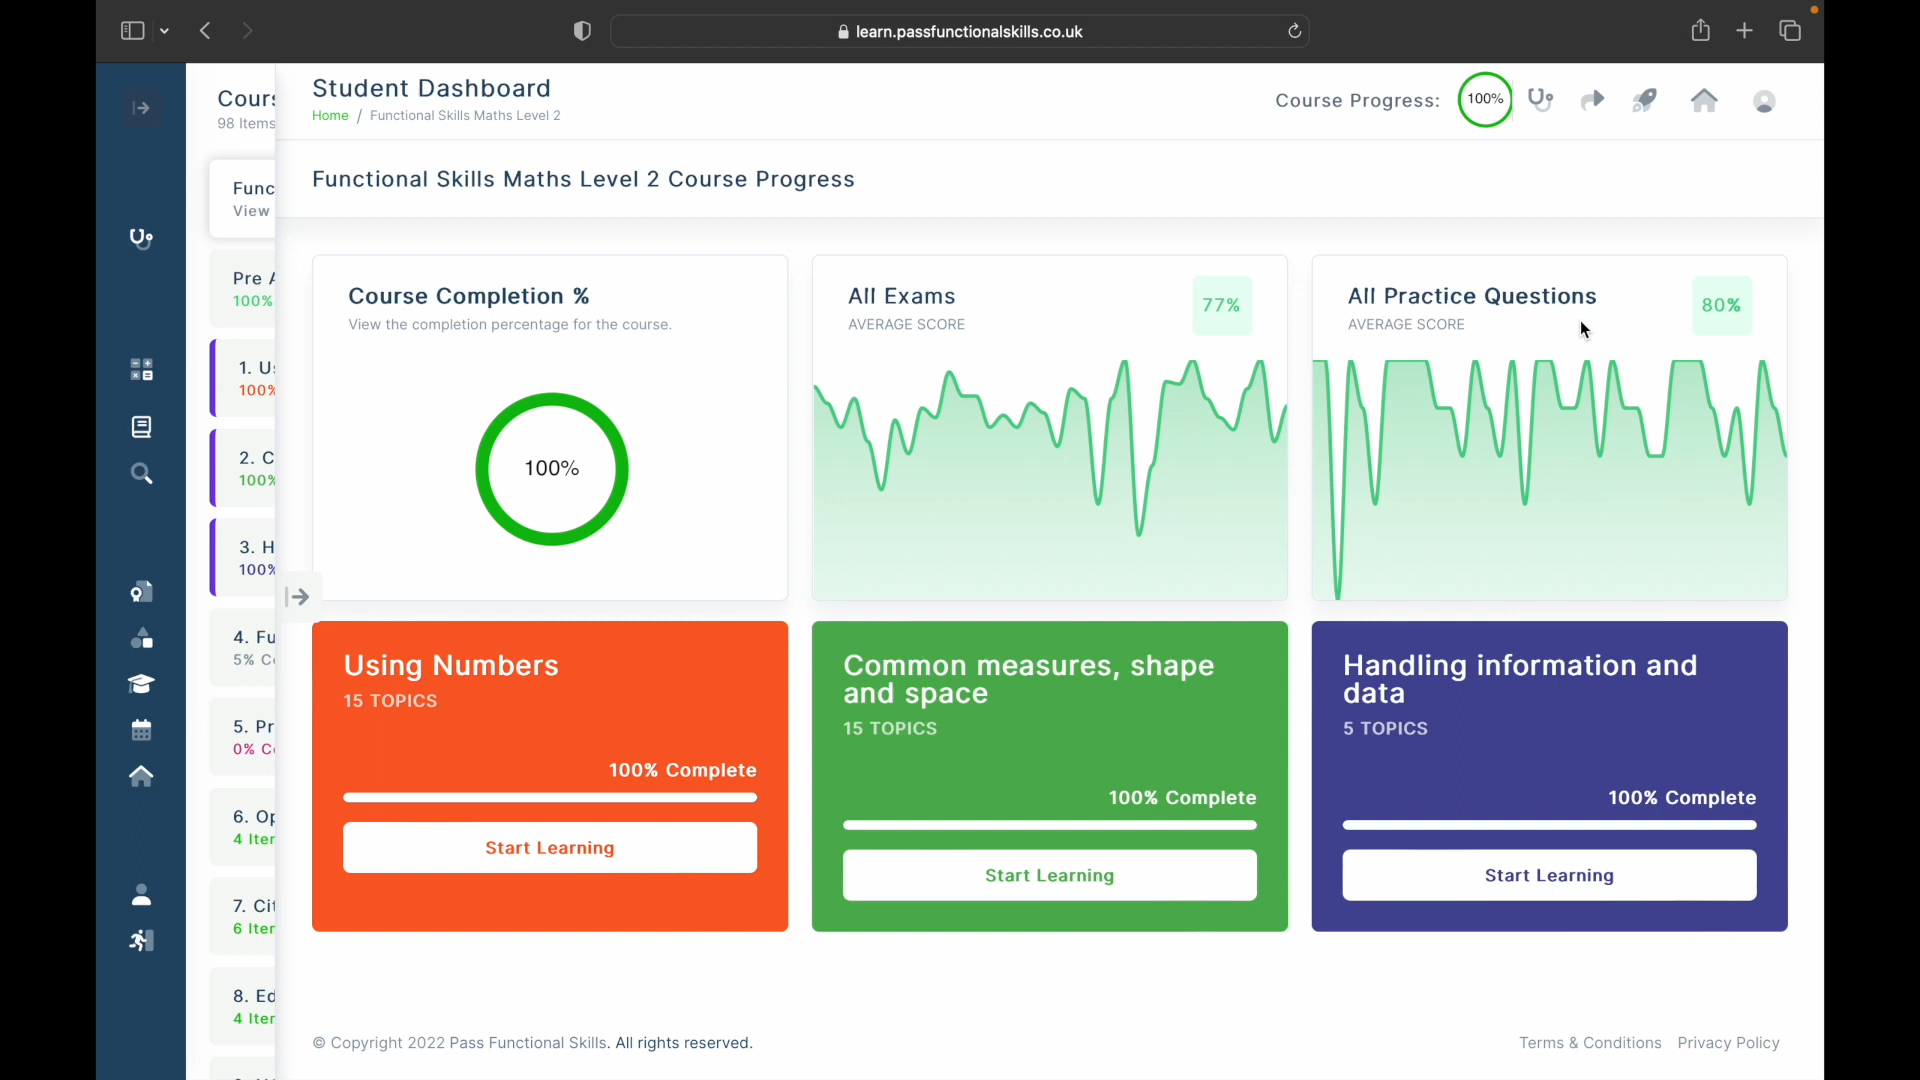 learn.passfunctionalskills.co.uk
Student Dashboard
Home / Functional Skills Maths Level 2
Course Progress: 100%
Cours
98 Items
Func
View
Pre A
100%
1. Us
100%
2. C
100%
3. H
100%
4. Fu
5% Co
5. Pr
0% Co
6. Op
4 Iter
7. Cit
6 Iter
8. Ed
4 Iter
Functional Skills Maths Level 2 Course Progress
Course Completion %
View the completion percentage for the course.
100%
All Exams
AVERAGE SCORE
77%
All Practice Questions
AVERAGE SCORE
80%
Using Numbers
15 TOPICS
100% Complete
Start Learning
Common measures, shape
and space
15 TOPICS
100% Complete
Start Learning
Handling information and
data
5 TOPICS
100% Complete
Start Learning
© Copyright 2022 Pass Functional Skills. All rights reserved.
Terms & Conditions Privacy Policy